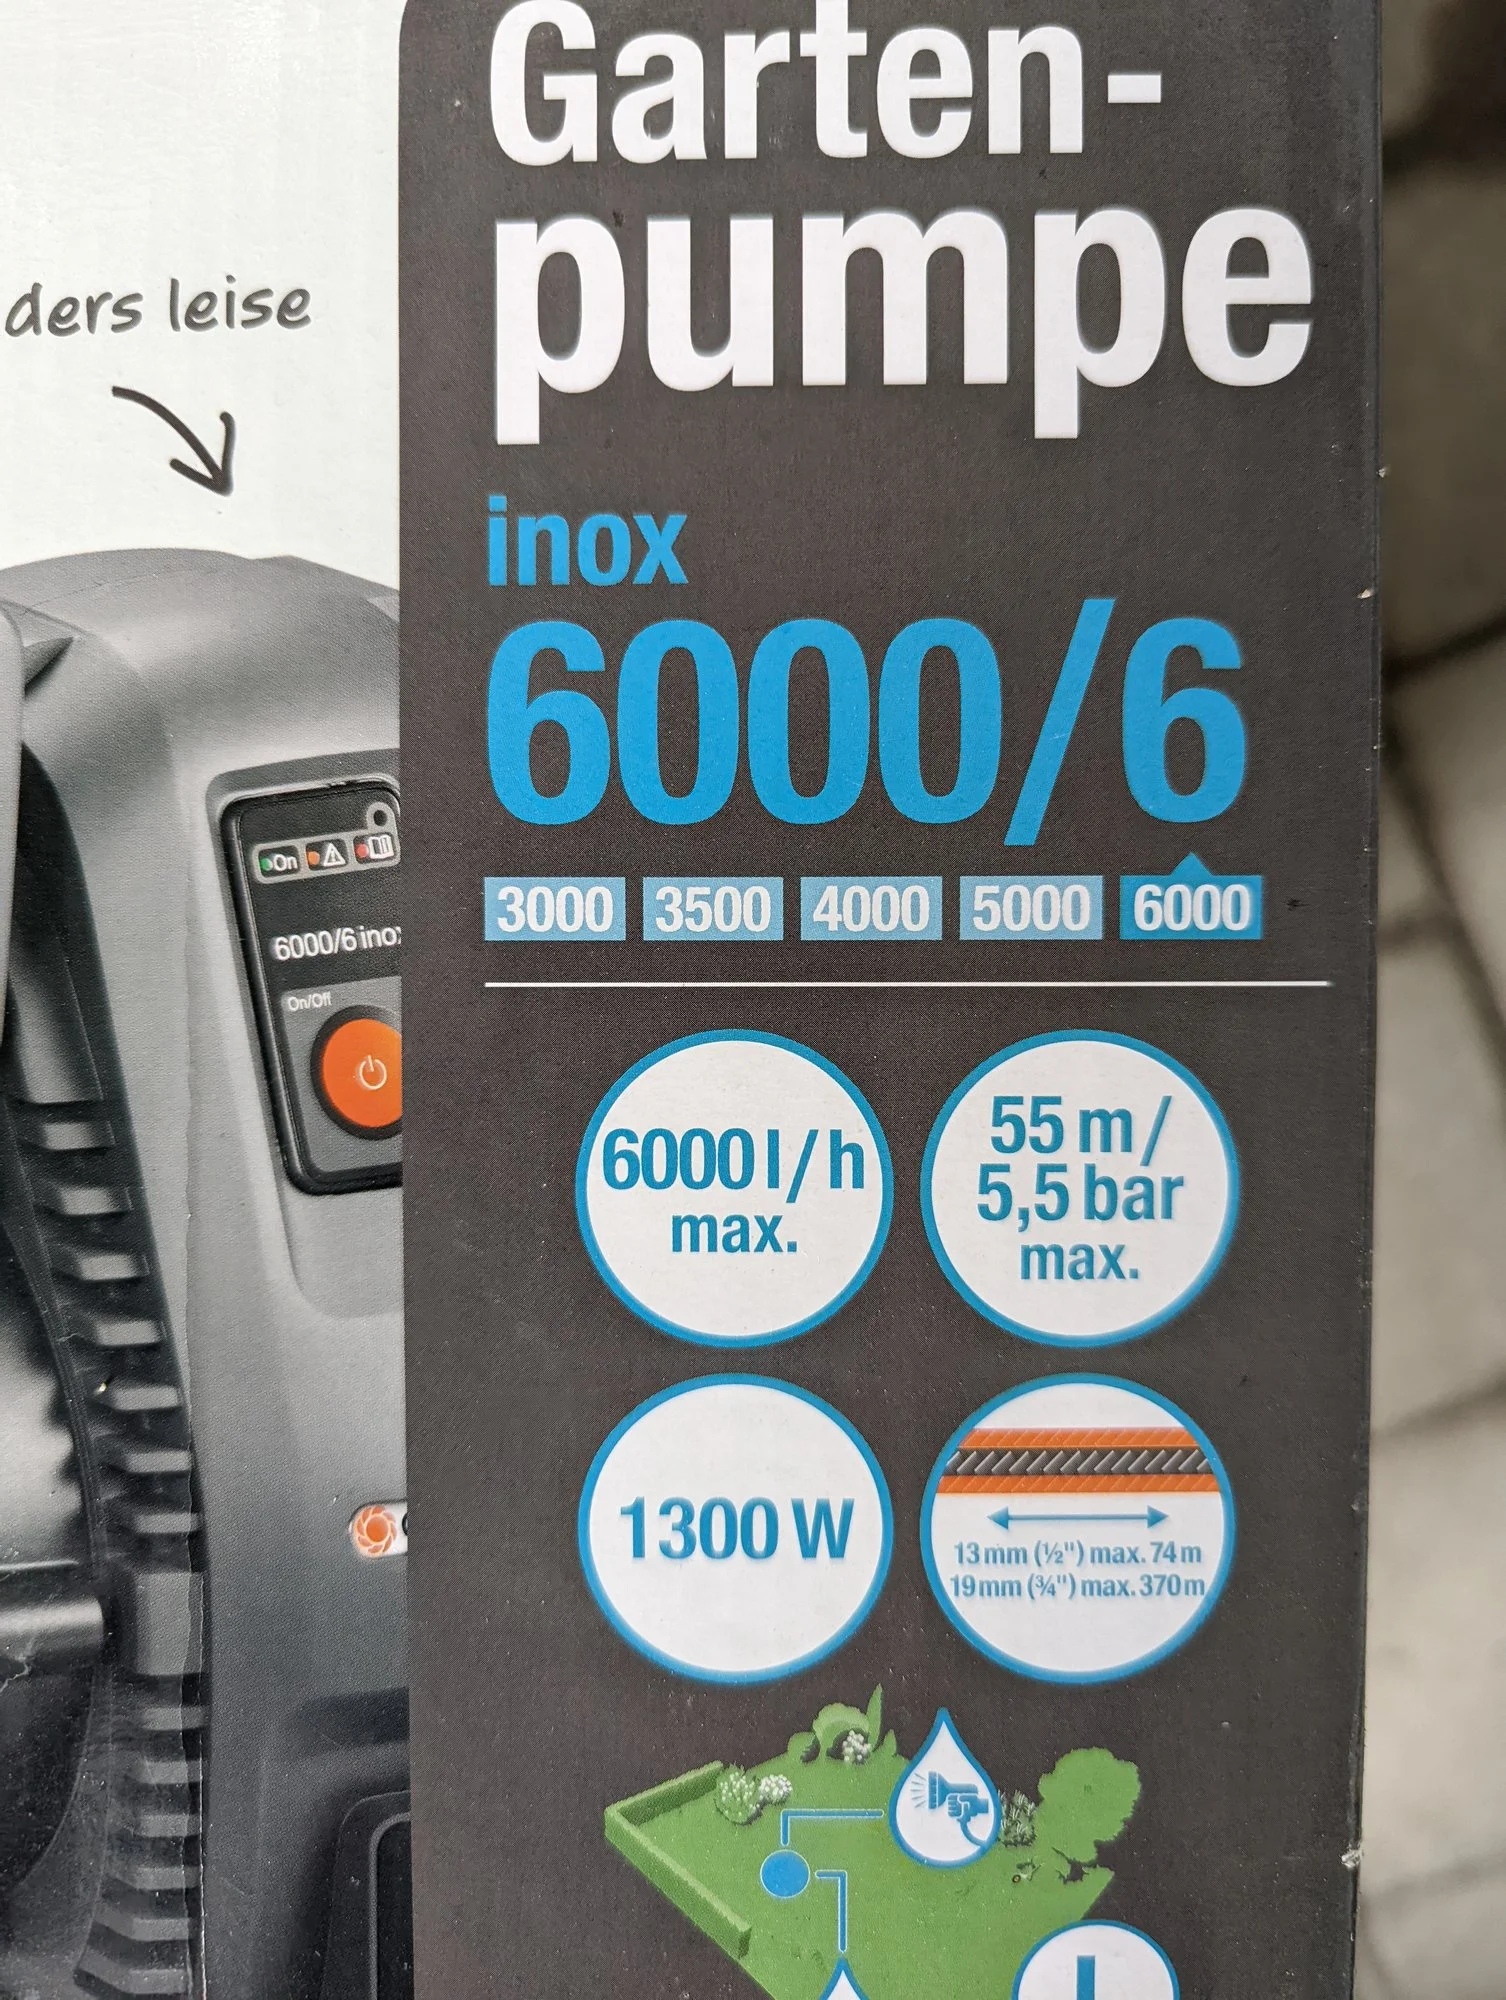 Garten-
pumpe
ders leise
inox
6000/6
3000 3500 4000 5000 6000
On
6000/6 inox
On/Off
6000 l/h
max.
55 m/
5,5 bar
max.
1300 W
13 mm (½") max. 74 m
19 mm (¾") max. 370 m